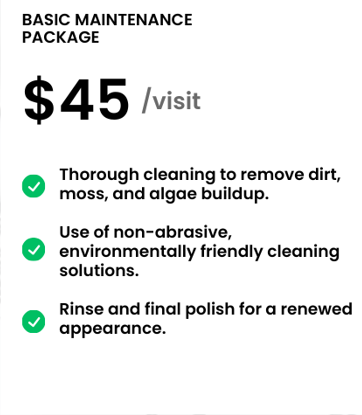 BASIC MAINTENANCE
PACKAGE
$45 /visit
Thorough cleaning to remove dirt,
moss, and algae buildup.
Use of non-abrasive,
environmentally friendly cleaning
solutions.
Rinse and final polish for a renewed
appearance.